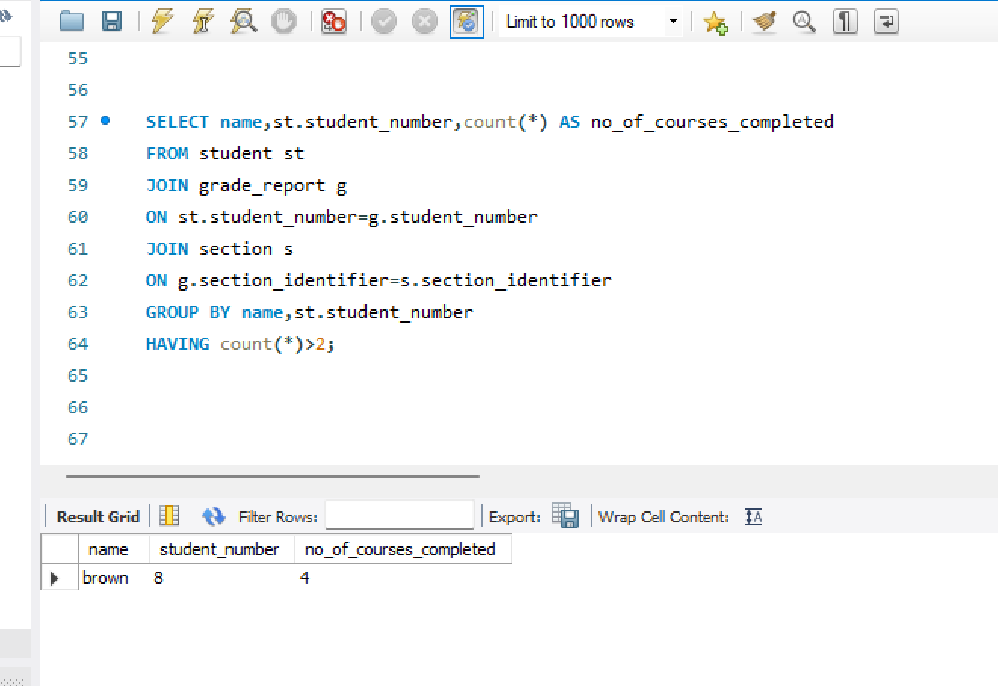 Limit to 1000 rows
55
56
57 SELECT name,st.student_number,count(*) AS no_of_courses_completed
58 FROM student st
59 JOIN grade_report g
60 ON st.student_number=g.student_number
61 JOIN section s
62 ON g.section_identifier=s.section_identifier
63 GROUP BY name,st.student_number
64 HAVING count(*)>2;
65
66
67
Result Grid Filter Rows: Export: Wrap Cell Content:
name student_number no_of_courses_completed
brown 8 4